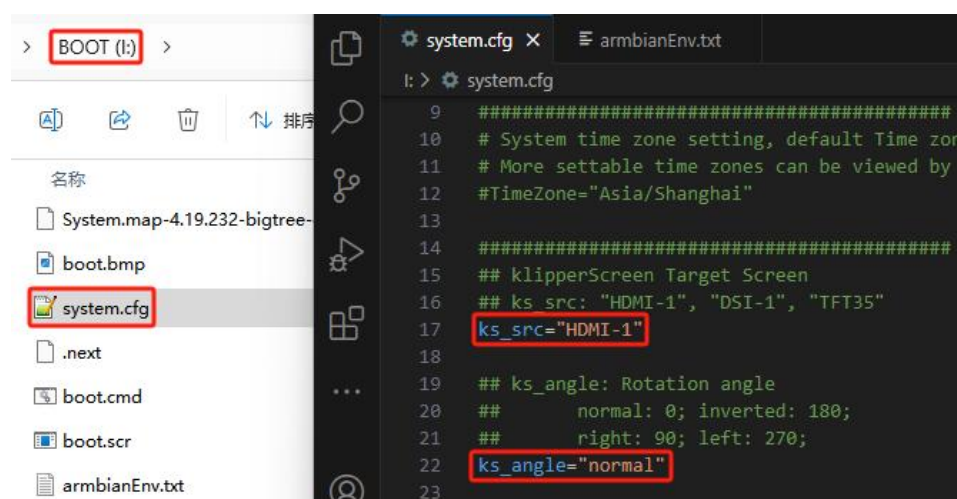 > BOOT (I:) >
排序
名称
System.map-4.19.232-bigtree-
boot.bmp
system.cfg
.next
boot.cmd
boot.scr
armbianEnv.txt
system.cfg × armbianEnv.txt
I: > system.cfg
9 ###########################################
10 # System time zone setting, default Time zon
11 # More settable time zones can be viewed by
12 #TimeZone="Asia/Shanghai"
13
14 ###########################################
15 ## klipperScreen Target Screen
16 ## ks_src: "HDMI-1", "DSI-1", "TFT35"
17 ks_src="HDMI-1"
18
19 ## ks_angle: Rotation angle
20 ## normal: 0; inverted: 180;
21 ## right: 90; left: 270;
22 ks_angle="normal"
23